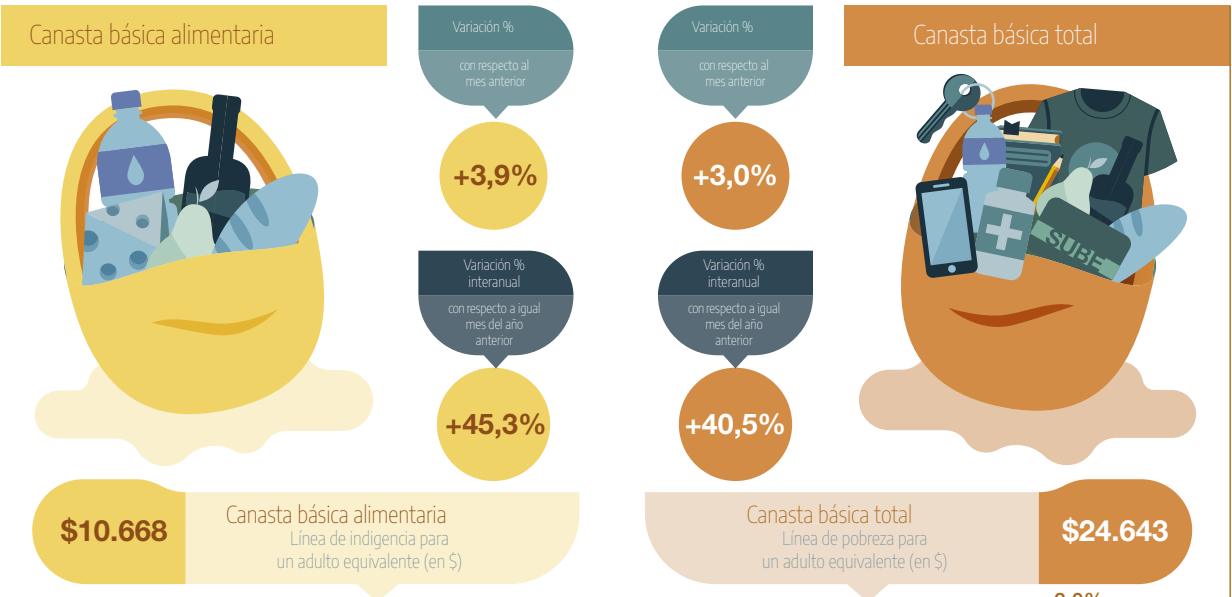 Canasta básica alimentaria
Variación %
con respecto al
mes anterior
+3,9%
Variación %
interanual
con respecto a igual
mes del año
anterior
+45,3%
$10.668
Canasta básica alimentaria
Línea de indigencia para
un adulto equivalente (en $)
Canasta básica total
Variación %
con respecto al
mes anterior
+3,0%
Variación %
interanual
con respecto a igual
mes del año
anterior
+40,5%
SUBE
Canasta básica total
Línea de pobreza para
un adulto equivalente (en $)
$24.643